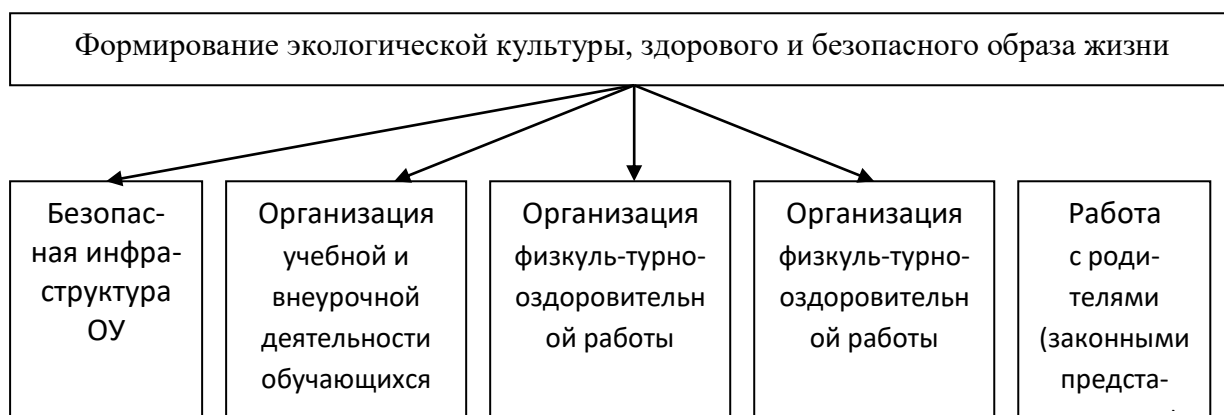 Формирование экологической культуры, здорового и безопасного образа жизни
Безопас-
ная инфра-
структура
ОУ
Организация
учебной и
внеурочной
деятельности
обучающихся
Организация
физкуль-турно-
оздоровительн
ой работы
Организация
физкуль-турно-
оздоровительн
ой работы
Работа
с роди-
телями
(законными
предста-